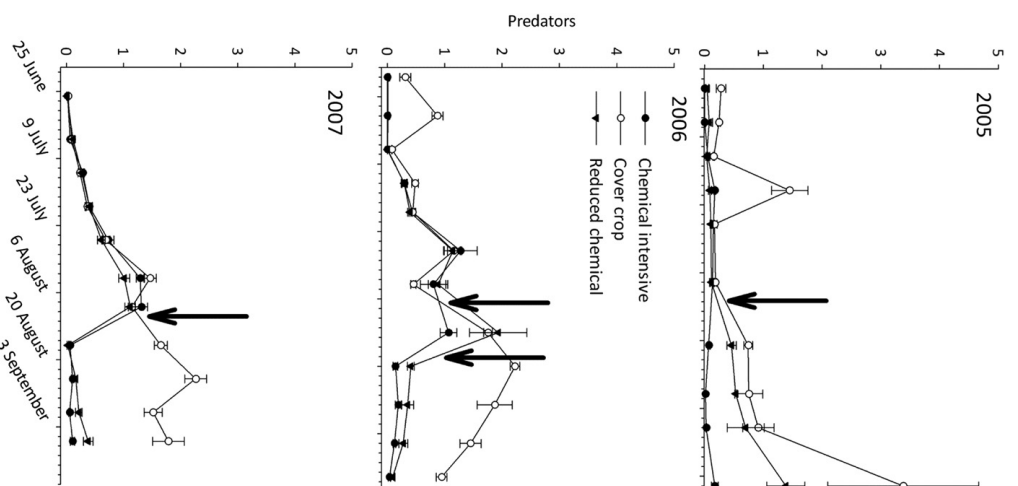 Predators
5
4
3
2
1
0
2005
5
4
3
2
1
0
2006
Chemical intensive
Cover crop
Reduced chemical
5
4
3
2
1
0
2007
25 June
9 July
23 July
6 August
20 August
3 September